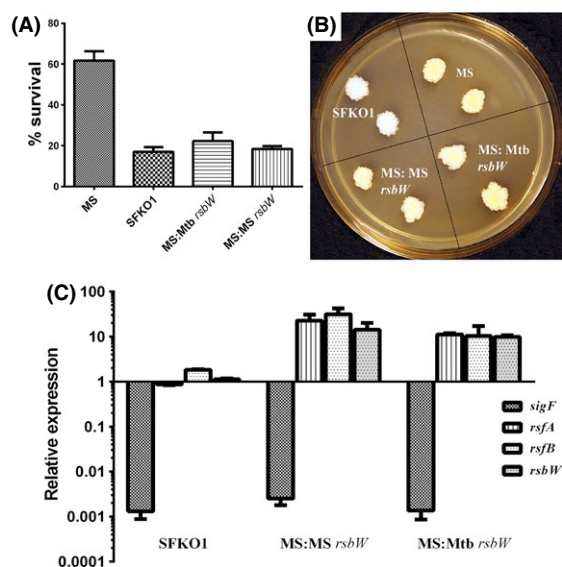 (A)
% survival
80
60
40
20
0
MS
SFKO1
MS:Mtb rsbW
MS:MS rsbW
(B)
MS
SFKO1
MS: Mtb
rsbW
MS: MS
rsbW
(C)
Relative expression
100
10
1
0.1
0.01
0.001
0.0001
sigF
rsfA
rsfB
rsbW
SFKO1
MS:MS rsbW
MS:Mtb rsbW